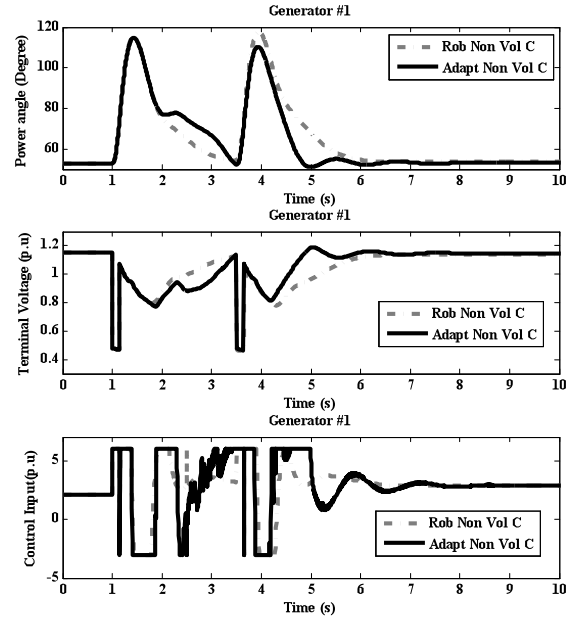 Generator #1
Power angle (Degree)
120
100
80
60
Rob Non Vol C
Adapt Non Vol C
0 1 2 3 4 5 6 7 8 9 10
Time (s)
Generator #1
Terminal Voltage (p.u)
1.2
1.0
0.8
0.6
0.4
Rob Non Vol C
Adapt Non Vol C
0 1 2 3 4 5 6 7 8 9 10
Time (s)
Generator #1
Control Input(p.u)
5
0
-5
Rob Non Vol C
Adapt Non Vol C
0 1 2 3 4 5 6 7 8 9 10
Time (s)